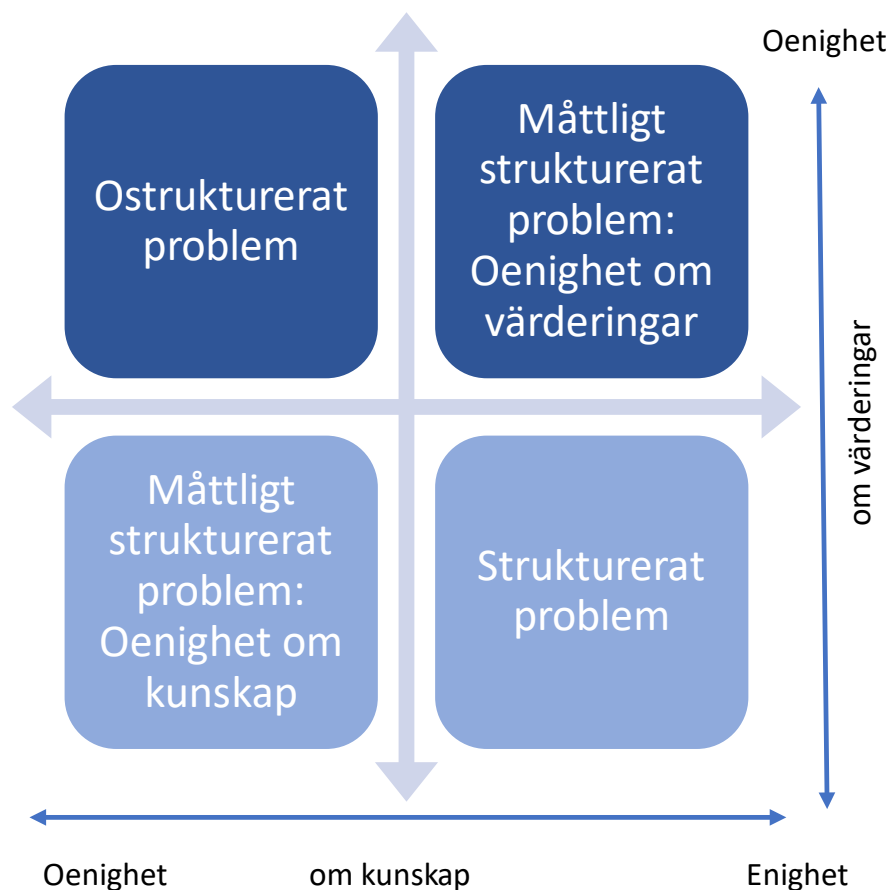 Oenighet
Ostrukturerat
problem
Måttligt
strukturerat
problem:
Oenighet om
värderingar
om värderingar
Måttligt
strukturerat
problem:
Oenighet om
kunskap
Strukturerat
problem
Oenighet
om kunskap
Enighet